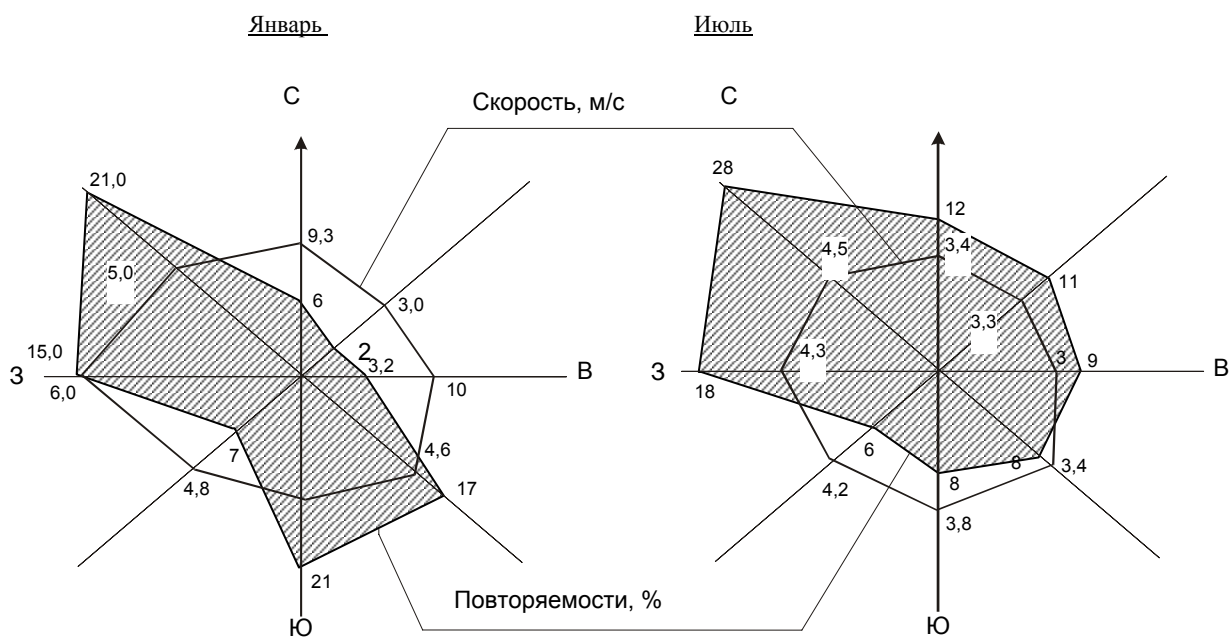 Январь
Июль
С
Скорость, м/с
С
21,0
9,3
5,0
6
3,0
2
3,2
15,0
З
6,0
10
В
7
4,6
4,8
17
21
Ю
28
12
3,4
4,5
11
3,3
4,3
3
9
З
18
В
6
8
3,4
4,2
8
3,8
Повторяемости, %
Ю